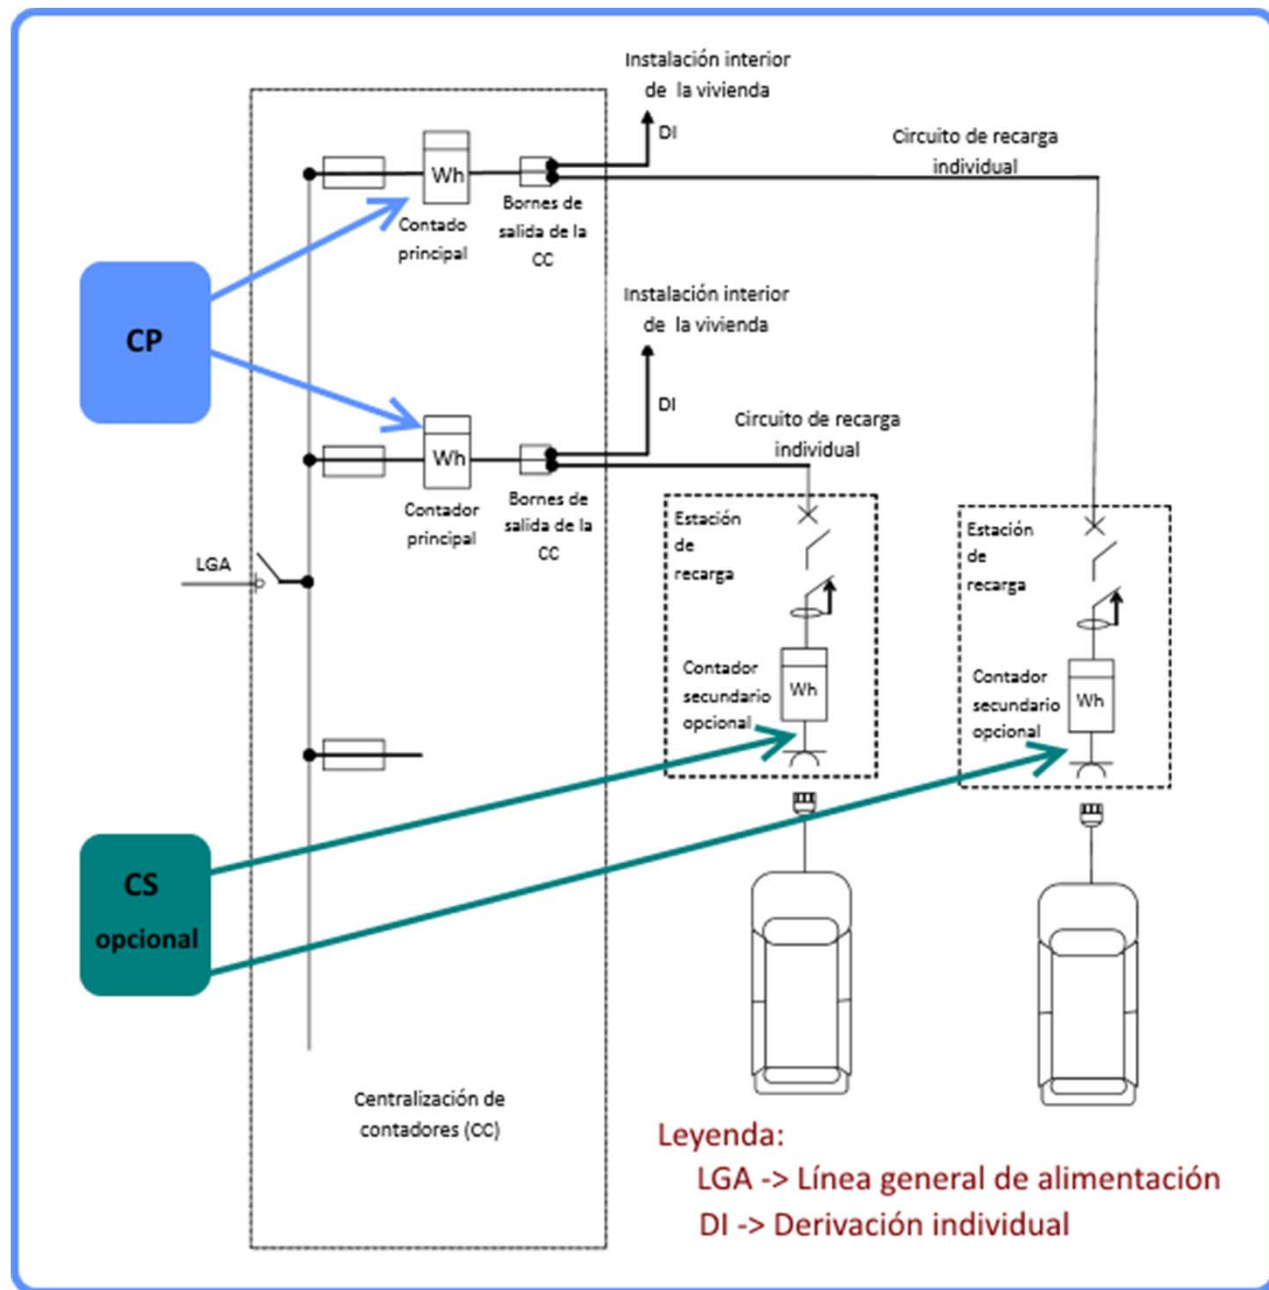 Instalación interior
de la vivienda
DI
Circuito de recarga
individual
Wh
Contado
principal
Bornes de
salida de la
CC
CP
Instalación interior
de la vivienda
DI
Circuito de recarga
individual
Wh
Contador
principal
Bornes de
salida de la
CC
LGA
Estación
de
recarga
Contador
secundario
opcional
Wh
Estación
de
recarga
Contador
secundario
opcional
Wh
CS
opcional
Centralización de
contadores (CC)
Leyenda:
LGA -> Línea general de alimentación
DI -> Derivación individual